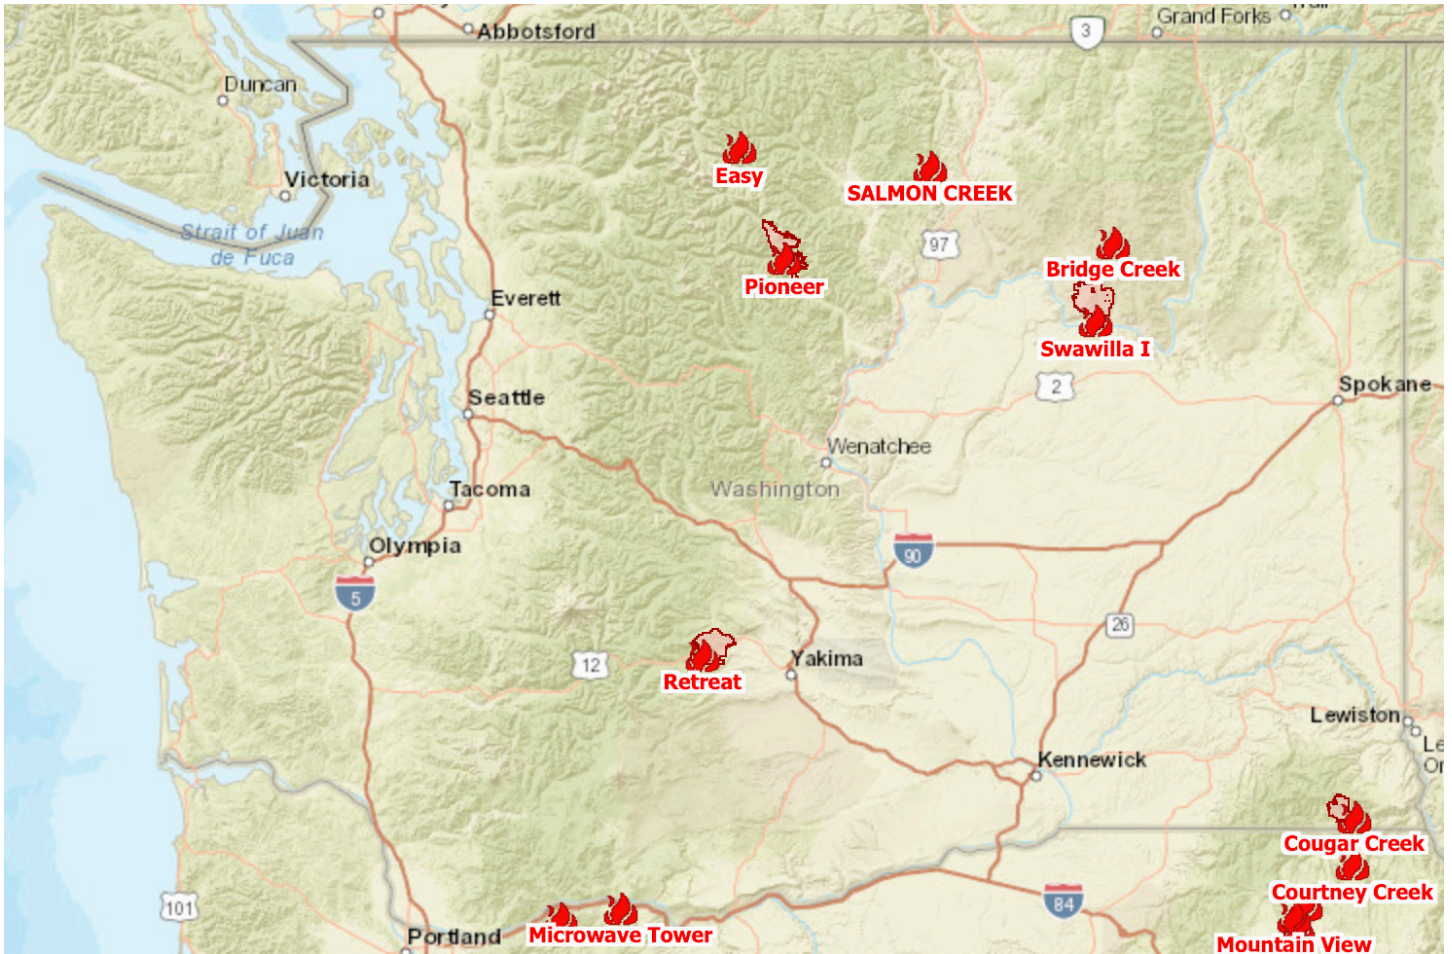 Grand Forks
Trail
3
Abbotsford
Duncan
Victoria
Strait of Juan
de Fuca
Easy
SALMON CREEK
97
Bridge Creek
Pioneer
Everett
Swawilla I
2
Spokane
Seattle
Wenatchee
Washington
Tacoma
Olympia
90
5
26
12
Retreat
Yakima
Lewiston
Kennewick
Cougar Creek
Courtney Creek
84
101
Microwave Tower
Portland
Mountain View